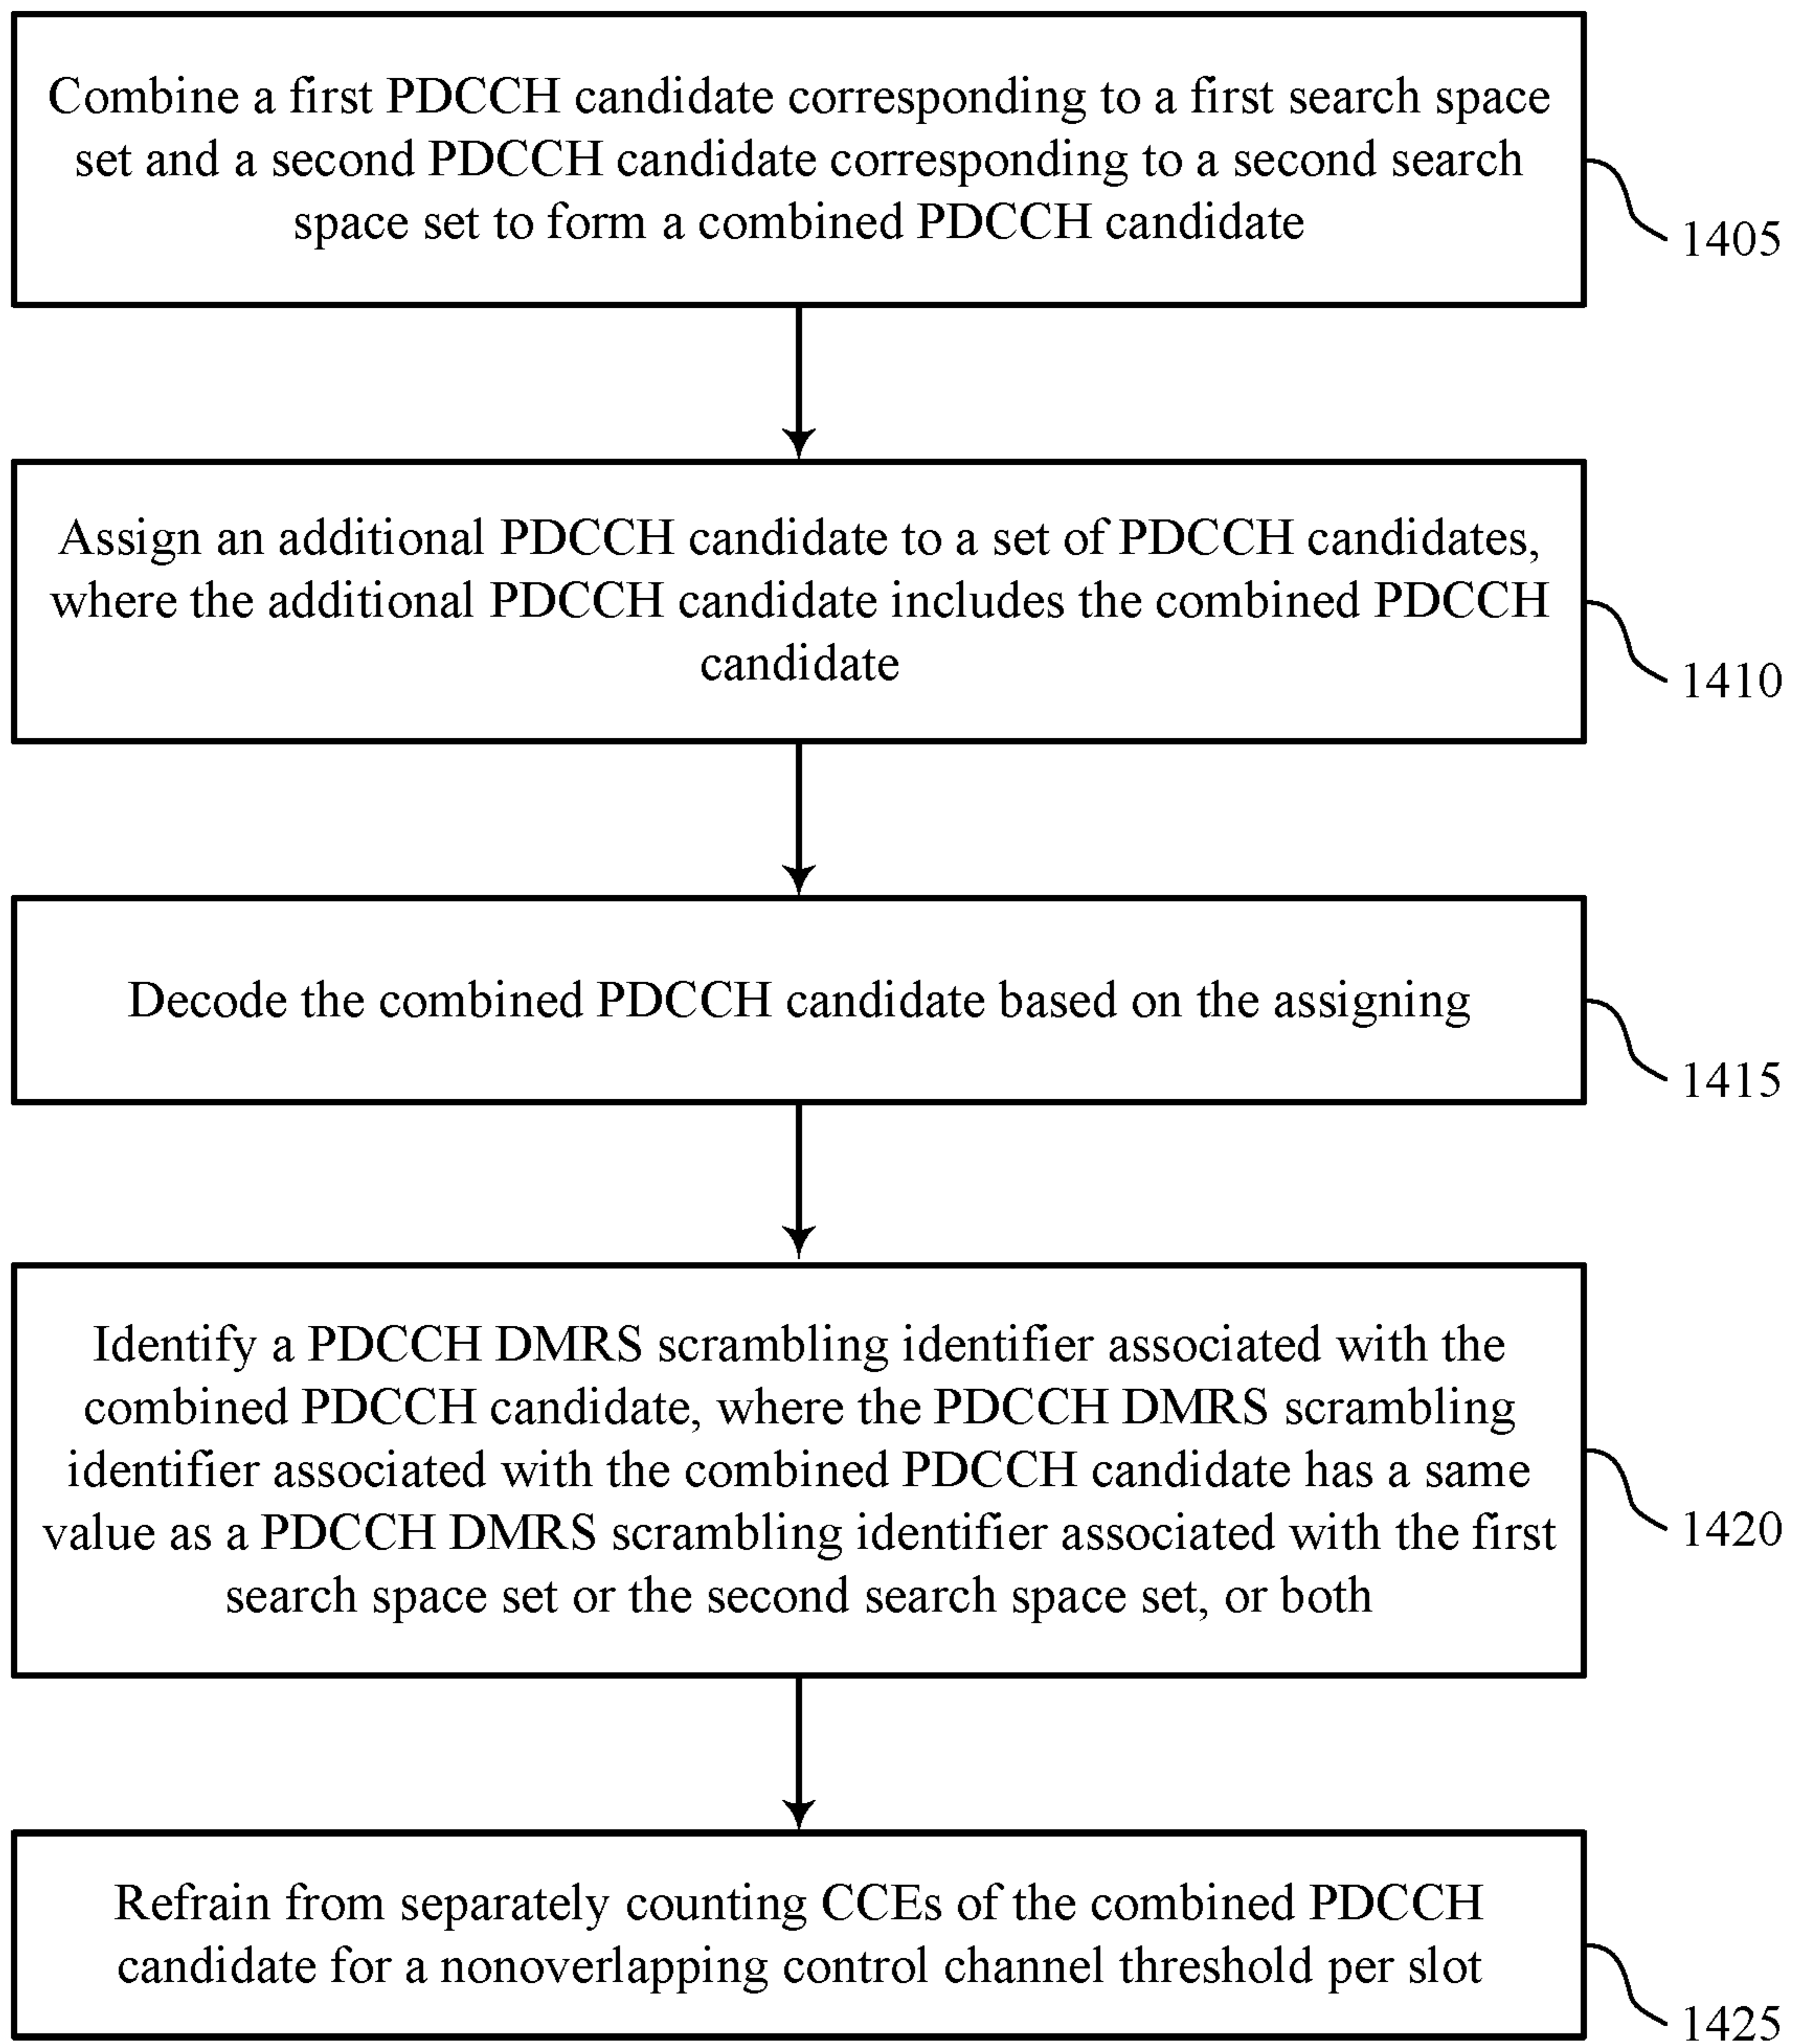 Combine a first PDCCH candidate corresponding to a first search space
set and a second PDCCH candidate corresponding to a second search
space set to form a combined PDCCH candidate
1405
Assign an additional PDCCH candidate to a set of PDCCH candidates,
where the additional PDCCH candidate includes the combined PDCCH
candidate
1410
Decode the combined PDCCH candidate based on the assigning
1415
Identify a PDCCH DMRS scrambling identifier associated with the
combined PDCCH candidate, where the PDCCH DMRS scrambling
identifier associated with the combined PDCCH candidate has a same
value as a PDCCH DMRS scrambling identifier associated with the first
search space set or the second search space set, or both
1420
Refrain from separately counting CCEs of the combined PDCCH
candidate for a nonoverlapping control channel threshold per slot
1425